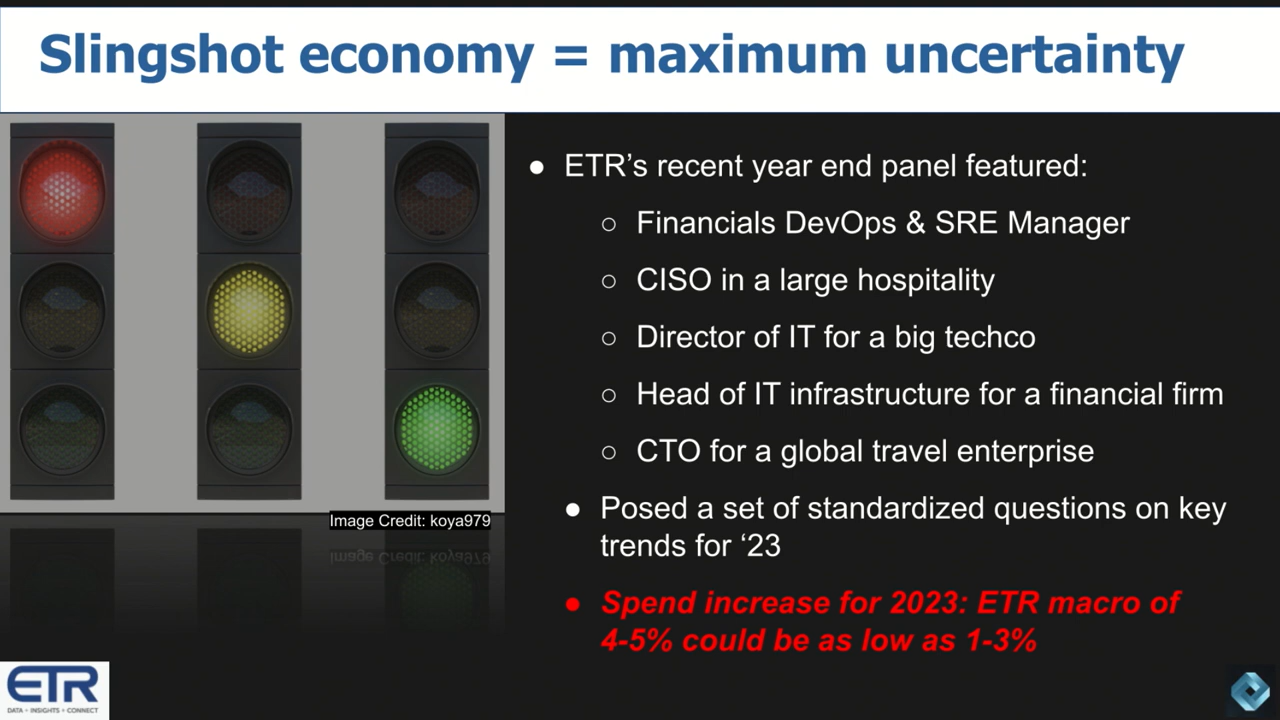 Slingshot economy = maximum uncertainty
● ETR’s recent year end panel featured:
○ Financials DevOps & SRE Manager
○ CISO in a large hospitality
○ Director of IT for a big techco
○ Head of IT infrastructure for a financial firm
○ CTO for a global travel enterprise
● Posed a set of standardized questions on key
trends for ‘23
● Spend increase for 2023: ETR macro of
4-5% could be as low as 1-3%
Image Credit: koya979
Image Credit: koya979
ETR
DATA + INSIGHTS + CONNECT